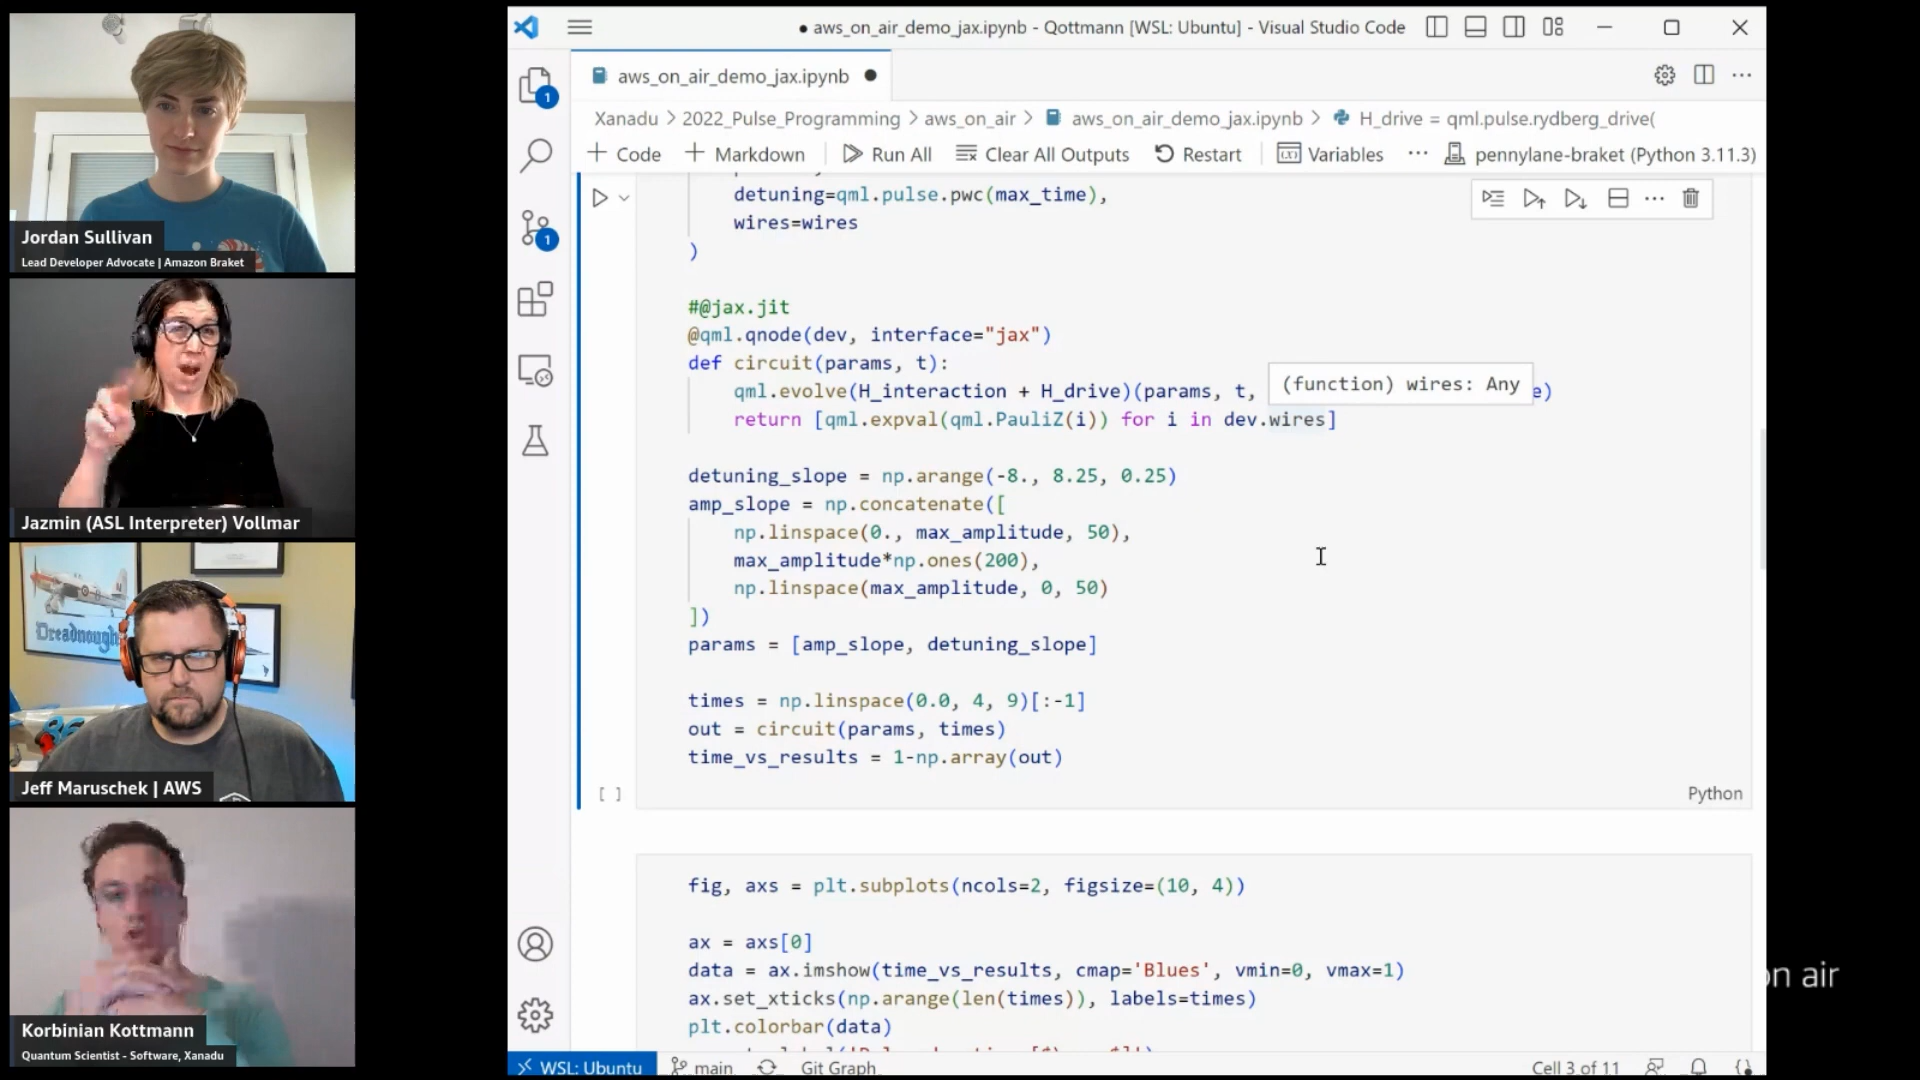 Jordan Sullivan
Lead Developer Advocate | Amazon Braket
Jazmin (ASL Interpreter) Vollmar
Dreadnough
Jeff Maruschek | AWS
Korbinian Kottmann
Quantum Scientist - Software, Xanadu
● aws_on_air_demo_jax.ipynb - Qottmann [WSL: Ubuntu] - Visual Studio Code
aws_on_air_demo_jax.ipynb ●
Xanadu > 2022_Pulse_Programming > aws_on_air > aws_on_air_demo_jax.ipynb > H_drive = qml.pulse.rydberg_drive(
+ Code + Markdown Run All Clear All Outputs Restart Variables ··· pennylane-braket (Python 3.11.3)
1
1
detuning=qml.pulse.pwc(max_time),
wires=wires
)
#@jax.jit
@qml.qnode(dev, interface="jax")
def circuit(params, t):
(function) wires: Any
qml.evolve(H_interaction + H_drive)(params, t, e)
return [qml.expval(qml.PauliZ(i)) for i in dev.wires]
detuning_slope = np.arange(-8., 8.25, 0.25)
amp_slope = np.concatenate([
np.linspace(0., max_amplitude, 50),
max_amplitude*np.ones(200),
np.linspace(max_amplitude, 0, 50)
])
params = [amp_slope, detuning_slope]
times = np.linspace(0.0, 4, 9)[:-1]
out = circuit(params, times)
time_vs_results = 1-np.array(out)
[ ]
Python
fig, axs = plt.subplots(ncols=2, figsize=(10, 4))
ax = axs[0]
data = ax.imshow(time_vs_results, cmap='Blues', vmin=0, vmax=1)
ax.set_xticks(np.arange(len(times)), labels=times)
plt.colorbar(data)
WSL: Ubuntu main Git Graph Cell 3 of 11
on air